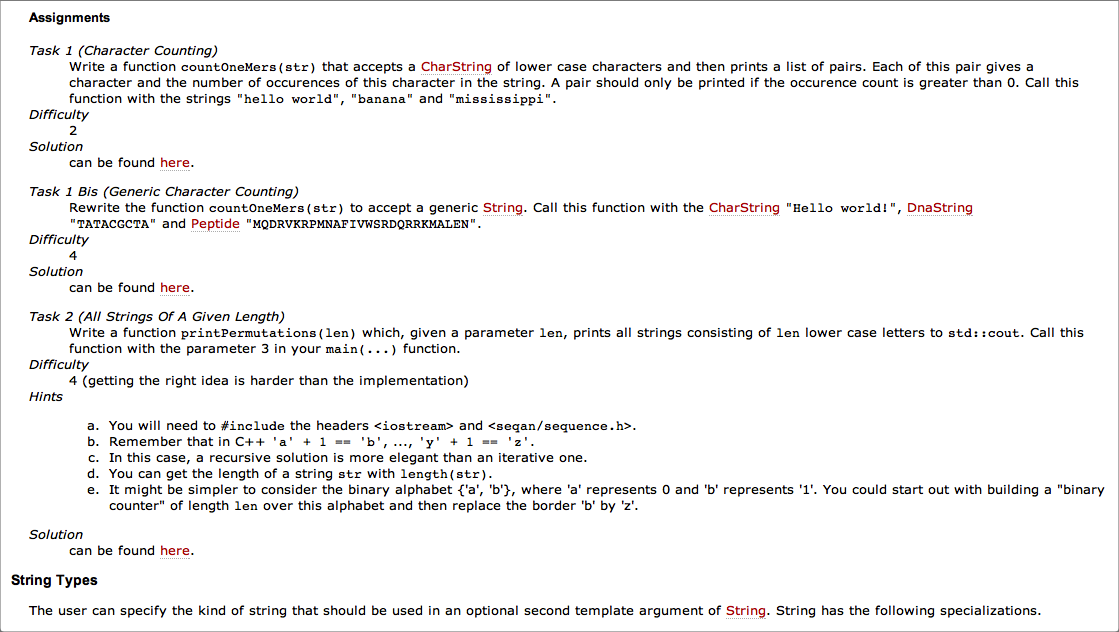 Assignments
Task 1 (Character Counting)
Write a function countOneMers(str) that accepts a CharString of lower case characters and then prints a list of pairs. Each of this pair gives a
character and the number of occurences of this character in the string. A pair should only be printed if the occurence count is greater than 0. Call this
function with the strings "hello world", "banana" and "mississippi".
Difficulty
2
Solution
can be found here.
Task 1 Bis (Generic Character Counting)
Rewrite the function countOneMers(str) to accept a generic String. Call this function with the CharString "Hello world!", DnaString
"TATACGCTA" and Peptide "MQDRVKRPMNAFIVWSRDQRRKMALEN".
Difficulty
4
Solution
can be found here.
Task 2 (All Strings Of A Given Length)
Write a function printPermutations(len) which, given a parameter len, prints all strings consisting of len lower case letters to std::cout. Call this
function with the parameter 3 in your main(...) function.
Difficulty
4 (getting the right idea is harder than the implementation)
Hints
a. You will need to #include the headers <iostream> and <seqan/sequence.h>.
b. Remember that in C++ 'a' + 1 == 'b', ..., 'y' + 1 == 'z'.
c. In this case, a recursive solution is more elegant than an iterative one.
d. You can get the length of a string str with length(str).
e. It might be simpler to consider the binary alphabet {'a', 'b'}, where 'a' represents 0 and 'b' represents '1'. You could start out with building a "binary
counter" of length len over this alphabet and then replace the border 'b' by 'z'.
Solution
can be found here.
String Types
The user can specify the kind of string that should be used in an optional second template argument of String. String has the following specializations.